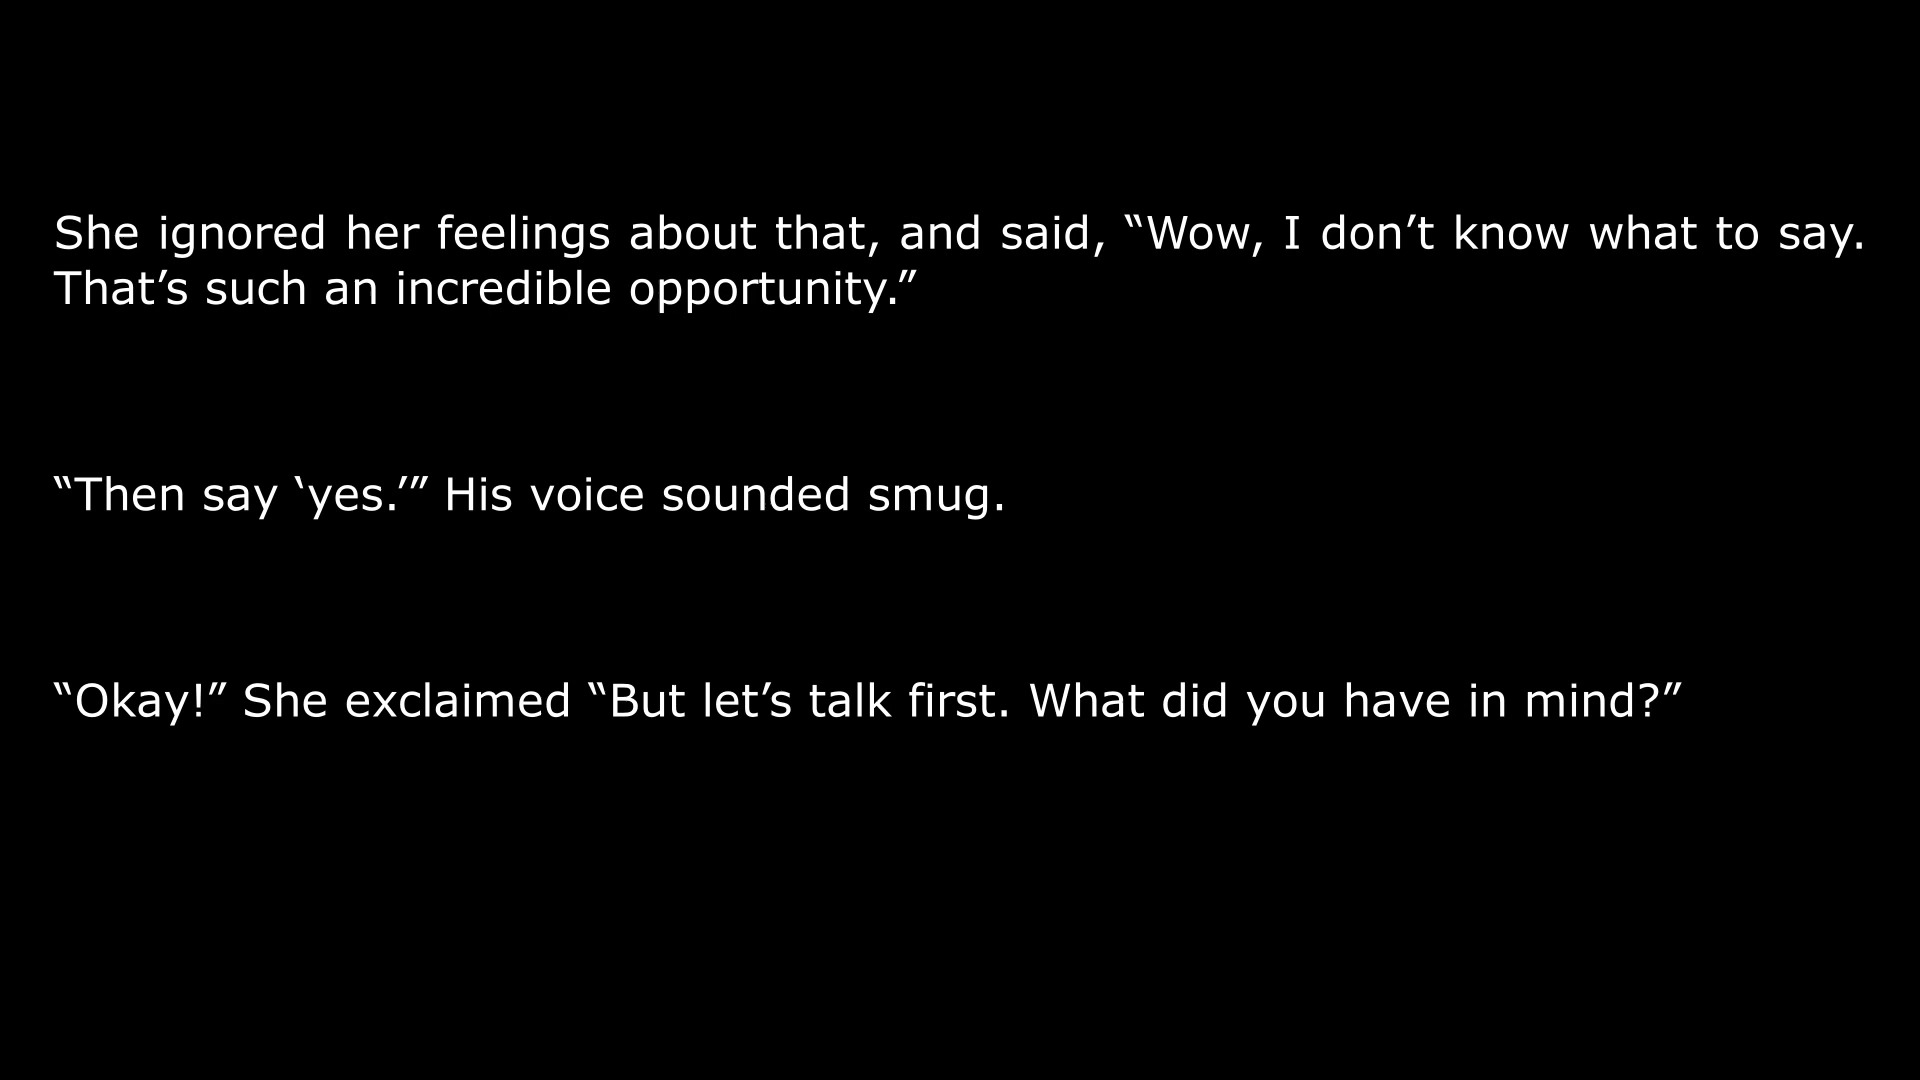 She ignored her feelings about that, and said, “Wow, I don’t know what to say.
That’s such an incredible opportunity.”
“Then say ‘yes.’” His voice sounded smug.
“Okay!” She exclaimed “But let’s talk first. What did you have in mind?”